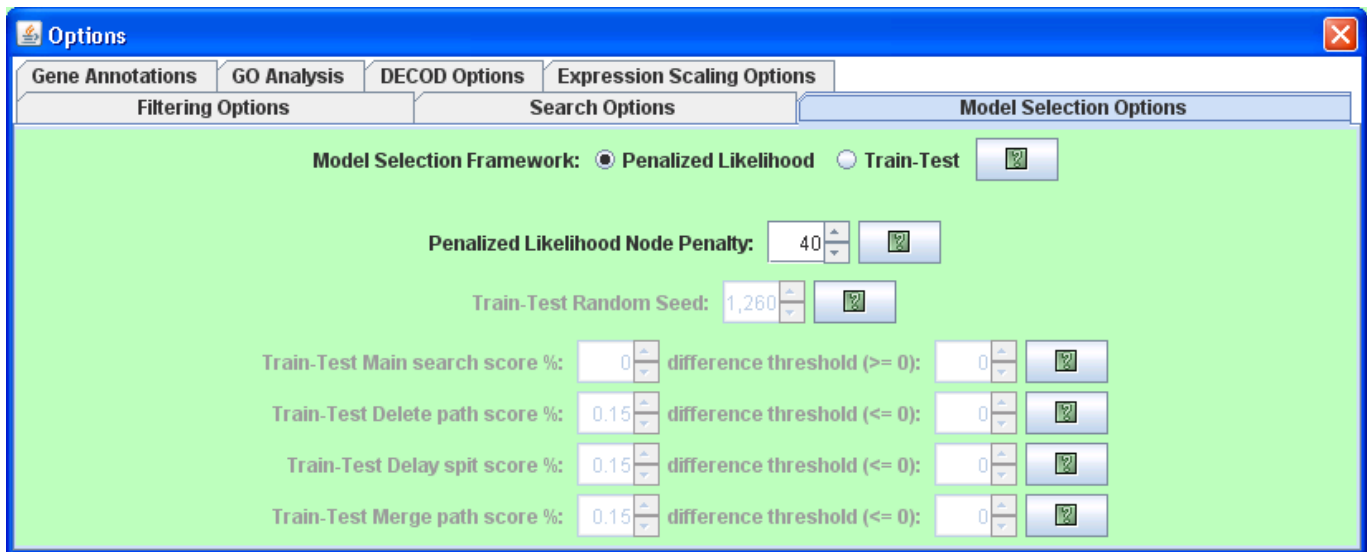 Options
Gene Annotations GO Analysis DECOD Options Expression Scaling Options
Filtering Options Search Options Model Selection Options
Model Selection Framework: Penalized Likelihood Train-Test ?
Penalized Likelihood Node Penalty: 40 ?
Train-Test Random Seed: 1,260 ?
Train-Test Main search score %: 0 difference threshold (>= 0): 0 ?
Train-Test Delete path score %: 0.15 difference threshold (<= 0): 0 ?
Train-Test Delay spit score %: 0.15 difference threshold (<= 0): 0 ?
Train-Test Merge path score %: 0.15 difference threshold (<= 0): 0 ?